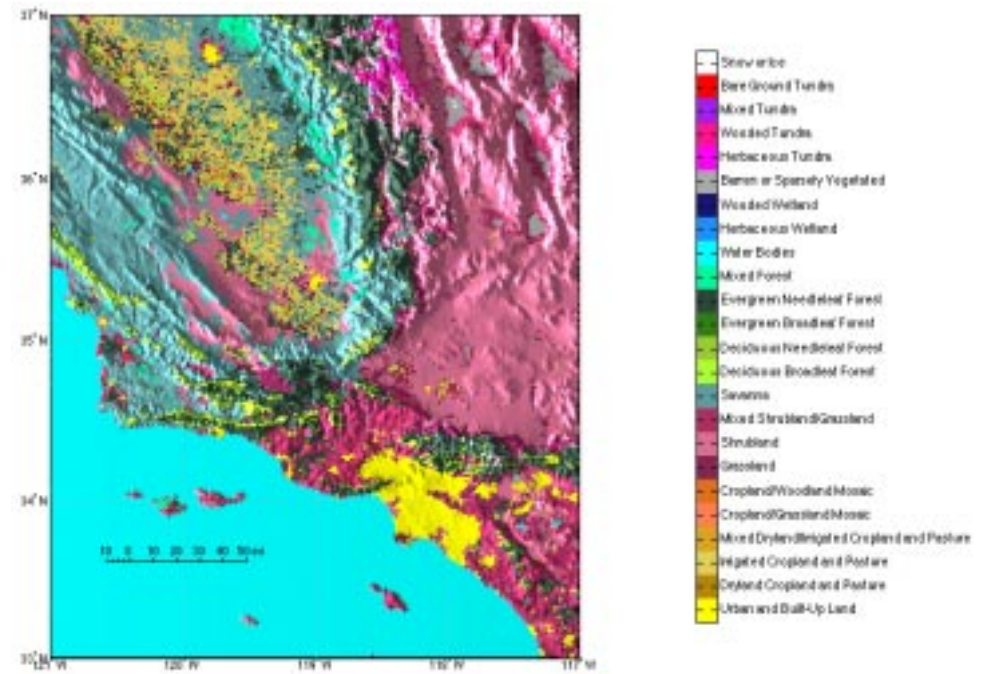 37°N
36°N
35°N
34°N
33°N
121°W
120°W
119°W
118°W
117°W
10 0 10 20 30 40 50 mi
Snow or Ice
Bare Ground Tundra
Mixed Tundra
Wooded Tundra
Herbaceous Tundra
Barren or Sparsely Vegetated
Wooded Wetland
Herbaceous Wetland
Water Bodies
Mixed Forest
Evergreen Needleleaf Forest
Evergreen Broadleaf Forest
Deciduous Needleleaf Forest
Deciduous Broadleaf Forest
Savanna
Mixed Shrubland/Grassland
Shrubland
Grassland
Cropland/Woodland Mosaic
Cropland/Grassland Mosaic
Mixed Dryland/Irrigated Cropland and Pasture
Irrigated Cropland and Pasture
Dryland Cropland and Pasture
Urban and Built-Up Land